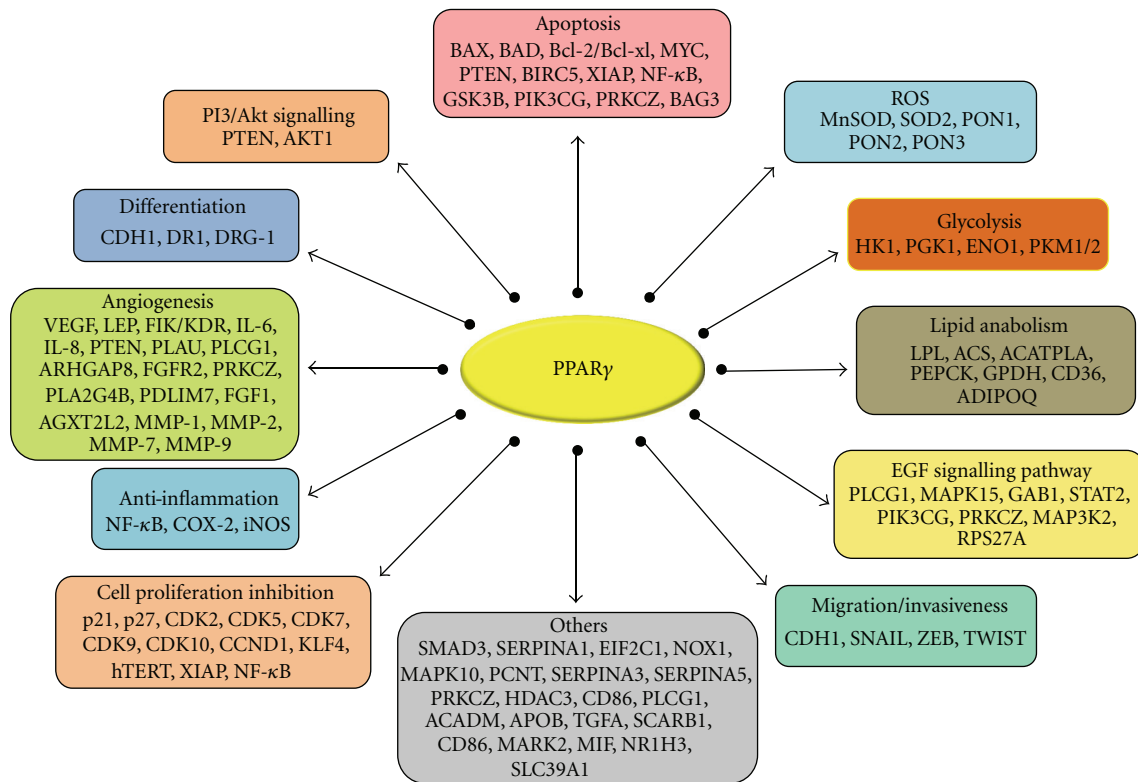 Apoptosis
BAX, BAD, Bcl-2/Bcl-xl, MYC,
PTEN, BIRC5, XIAP, NF-κB,
GSK3B, PIK3CG, PRKCZ, BAG3
PI3/Akt signalling
PTEN, AKT1
ROS
MnSOD, SOD2, PON1,
PON2, PON3
Differentiation
CDH1, DR1, DRG-1
Glycolysis
HK1, PGK1, ENO1, PKM1/2
Angiogenesis
VEGF, LEP, FIK/KDR, IL-6,
IL-8, PTEN, PLAU, PLCG1,
ARHGAP8, FGFR2, PRKCZ,
PLA2G4B, PDLIM7, FGF1,
AGXT2L2, MMP-1, MMP-2,
MMP-7, MMP-9
PPARγ
Lipid anabolism
LPL, ACS, ACATPLA,
PEPCK, GPDH, CD36,
ADIPOQ
Anti-inflammation
NF-κB, COX-2, iNOS
EGF signalling pathway
PLCG1, MAPK15, GAB1, STAT2,
PIK3CG, PRKCZ, MAP3K2,
RPS27A
Cell proliferation inhibition
p21, p27, CDK2, CDK5, CDK7,
CDK9, CDK10, CCND1, KLF4,
hTERT, XIAP, NF-κB
Others
SMAD3, SERPINA1, EIF2C1, NOX1,
MAPK10, PCNT, SERPINA3, SERPINA5,
PRKCZ, HDAC3, CD86, PLCG1,
ACADM, APOB, TGFA, SCARB1,
CD86, MARK2, MIF, NR1H3,
SLC39A1
Migration/invasiveness
CDH1, SNAIL, ZEB, TWIST